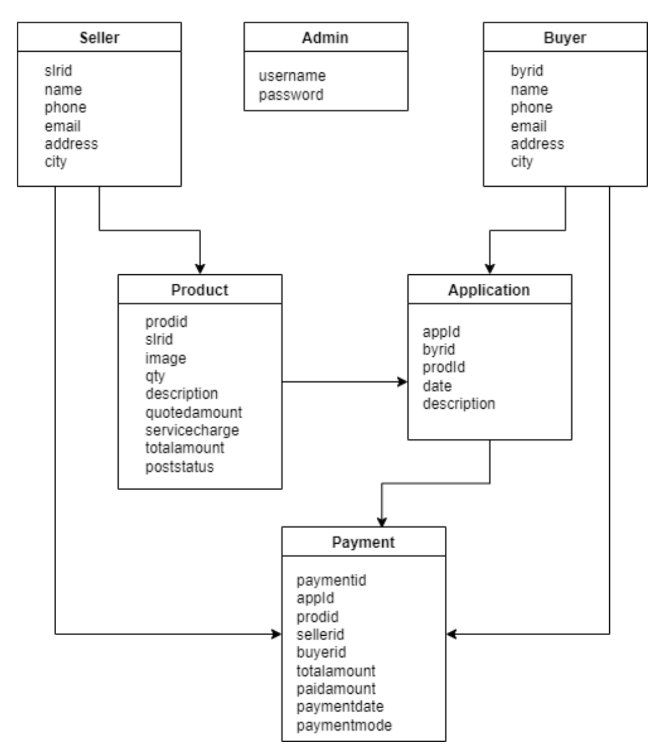 Seller
slrid
name
phone
email
address
city
Admin
username
password
Buyer
byrid
name
phone
email
address
city
Product
prodid
slrid
image
qty
description
quotedamount
servicecharge
totalamount
poststatus
Application
appId
byrid
prodId
date
description
Payment
paymentid
appId
prodid
sellerid
buyerid
totalamount
paidamount
paymentdate
paymentmode